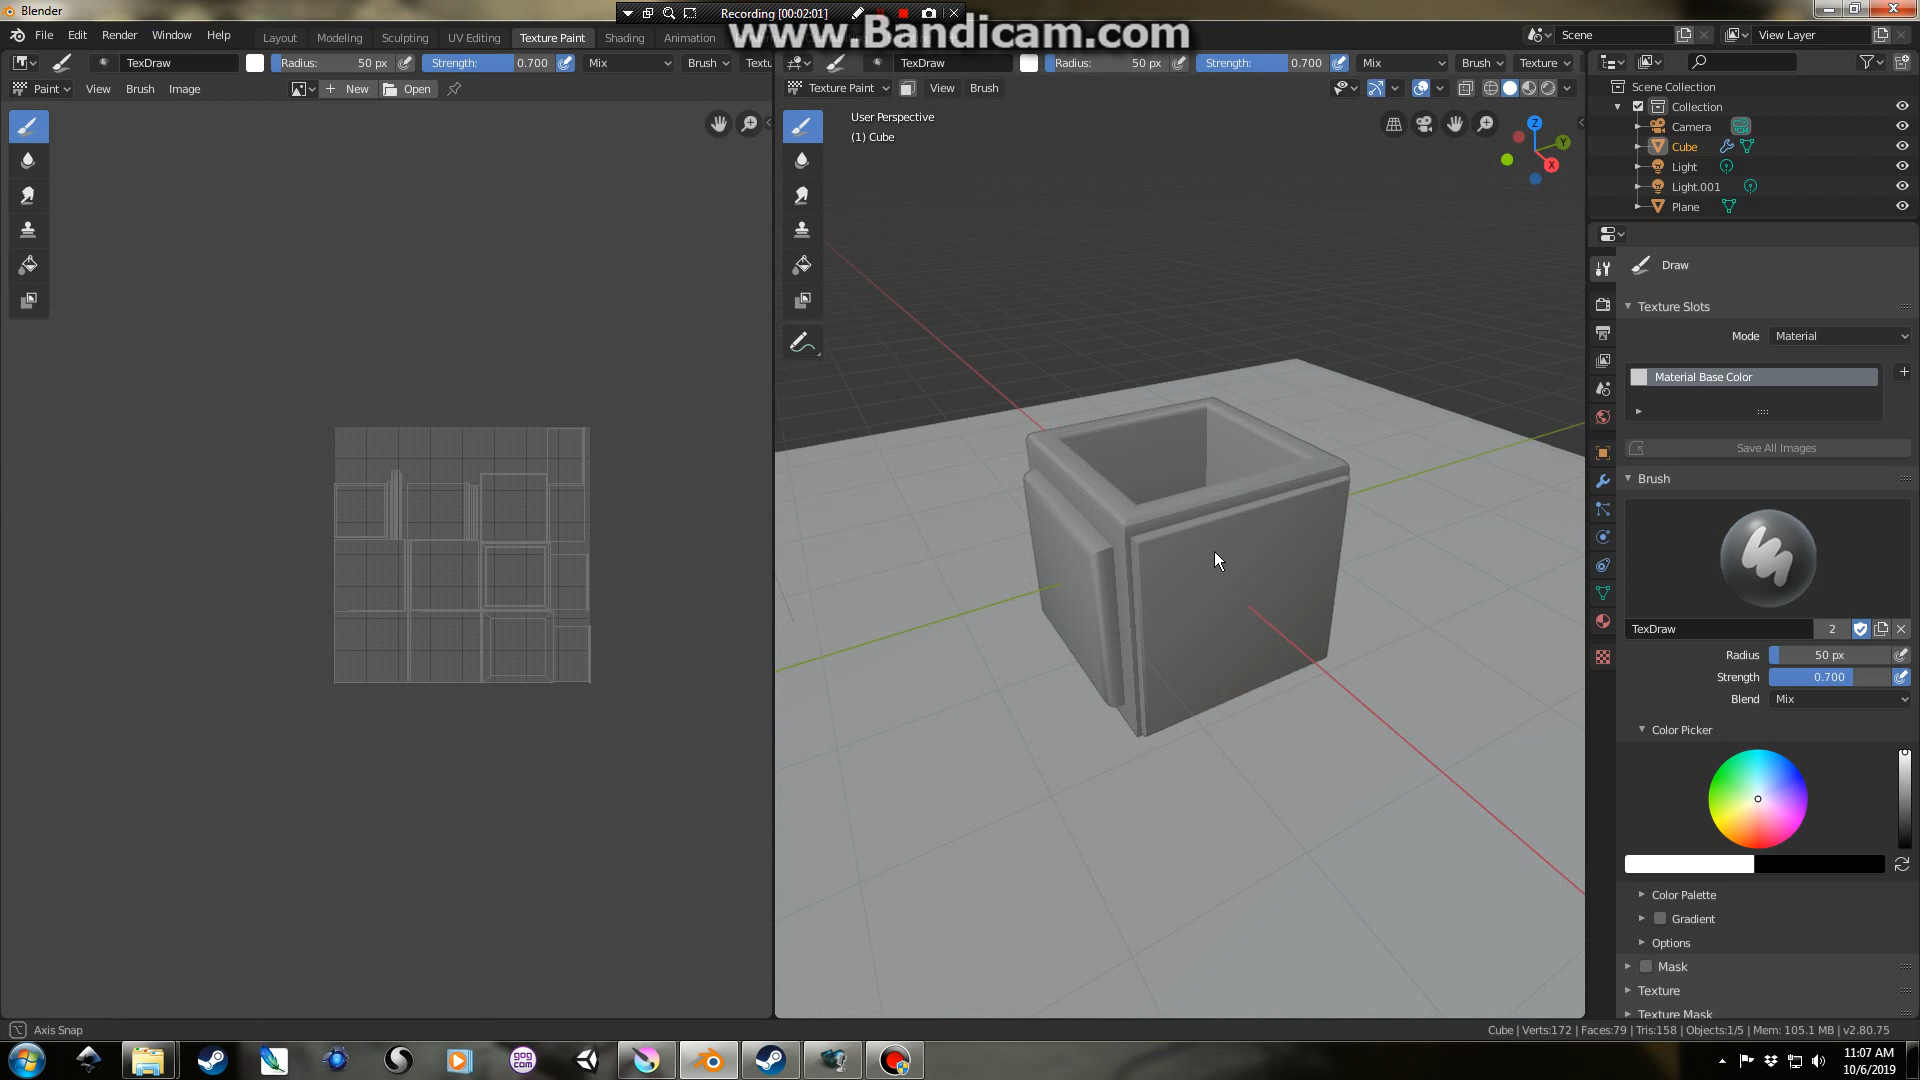 Blender
Recording [00:02:01]
www.Bandicam.com
File Edit Render Window Help
Layout Modeling Sculpting UV Editing Texture Paint Shading Animation
Scene
View Layer
TexDraw Radius: 50 px Strength: 0.700 Mix Brush Textu
TexDraw Radius: 50 px Strength: 0.700 Mix Brush Texture
Paint View Brush Image + New Open
Texture Paint View Brush
User Perspective
(1) Cube
Z
Y
X
Scene Collection
Collection
Camera
Cube
Light
Light.001
Plane
Draw
Texture Slots
Mode Material
Material Base Color
Save All Images
Brush
TexDraw 2
Radius 50 px
Strength 0.700
Blend Mix
Color Picker
Color Palette
Gradient
Options
Mask
Texture
Texture Mask
Axis Snap
Cube | Verts:172 | Faces:79 | Tris:158 | Objects:1/5 | Mem: 105.1 MB | v2.80.75
GOG
COM
11:07 AM
10/6/2019